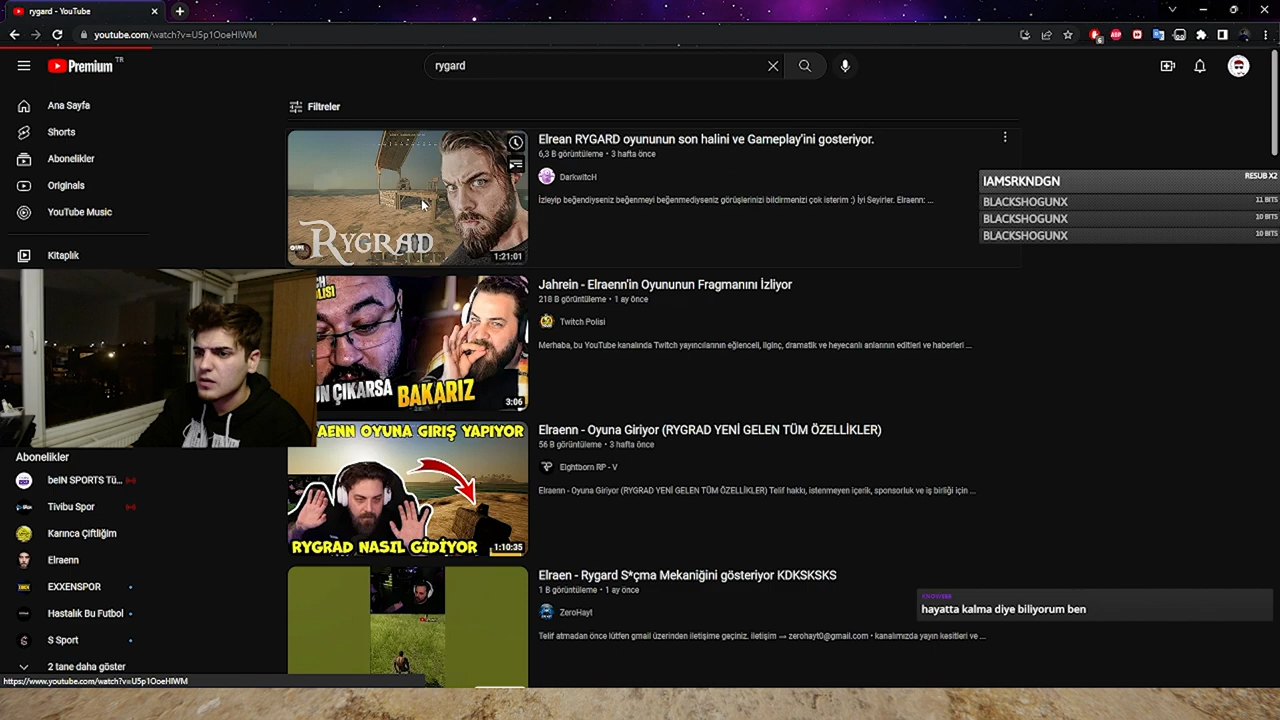 rygard - YouTube
youtube.com/watch?v=U5p1OoeHIWM
6
ABP
Premium TR
rygard
Ana Sayfa
Shorts
Abonelikler
Originals
YouTube Music
Kitaplık
Filtreler
RYGRAD
1:21:01
Elrean RYGARD oyununun son halini ve Gameplay'ini gosteriyor.
6,3 B görüntüleme • 3 hafta önce
DarkwitcH
İzleyip beğendiyseniz beğenmeyi beğenmediyseniz görüşlerinizi bildirmenizi çok isterim :) İyi Seyirler. Elraenn: ...
IAMSRKNDGN RESUB X2
BLACKSHOGUNX 11 BITS
BLACKSHOGUNX 10 BITS
BLACKSHOGUNX 10 BITS
ÇIKARSA BAKARIZ
3:06
Jahrein - Elraenn'in Oyununun Fragmanını İzliyor
218 B görüntüleme • 1 ay önce
Twitch Polisi
Merhaba, bu YouTube kanalında Twitch yayıncılarının eğlenceli, ilginç, dramatik ve heyecanlı anlarının editleri ve haberleri ...
AENN OYUNA GIRIŞ YAPIYOR
RYGRAD NASIL GİDİYOR
1:10:35
Elraenn - Oyuna Giriyor (RYGRAD YENİ GELEN TÜM ÖZELLİKLER)
56 B görüntüleme • 3 hafta önce
Eightborn RP - V
Elraenn - Oyuna Giriyor (RYGRAD YENİ GELEN TÜM ÖZELLİKLER) Telif hakkı, istenmeyen içerik, sponsorluk ve iş birliği için ...
Elraen - Rygard S*çma Mekaniğini gösteriyor KDKSKSKS
1 B görüntüleme • 1 ay önce
ZeroHayt
Telif atmadan önce lütfen gmail üzerinden iletişime geçiniz. iletişim ⟹ zerohayt0@gmail.com • kanalımızda yayın kesitleri ve ...
Abonelikler
beIN SPORTS Tü...
Tivibu Spor
Karınca Çiftliğim
Elraenn
EXXENSPOR
Hastalık Bu Futbol
S Sport
2 tane daha göster
hayatta kalma diye biliyorum ben
https://www.youtube.com/watch?v=U5p1OoeHIWM